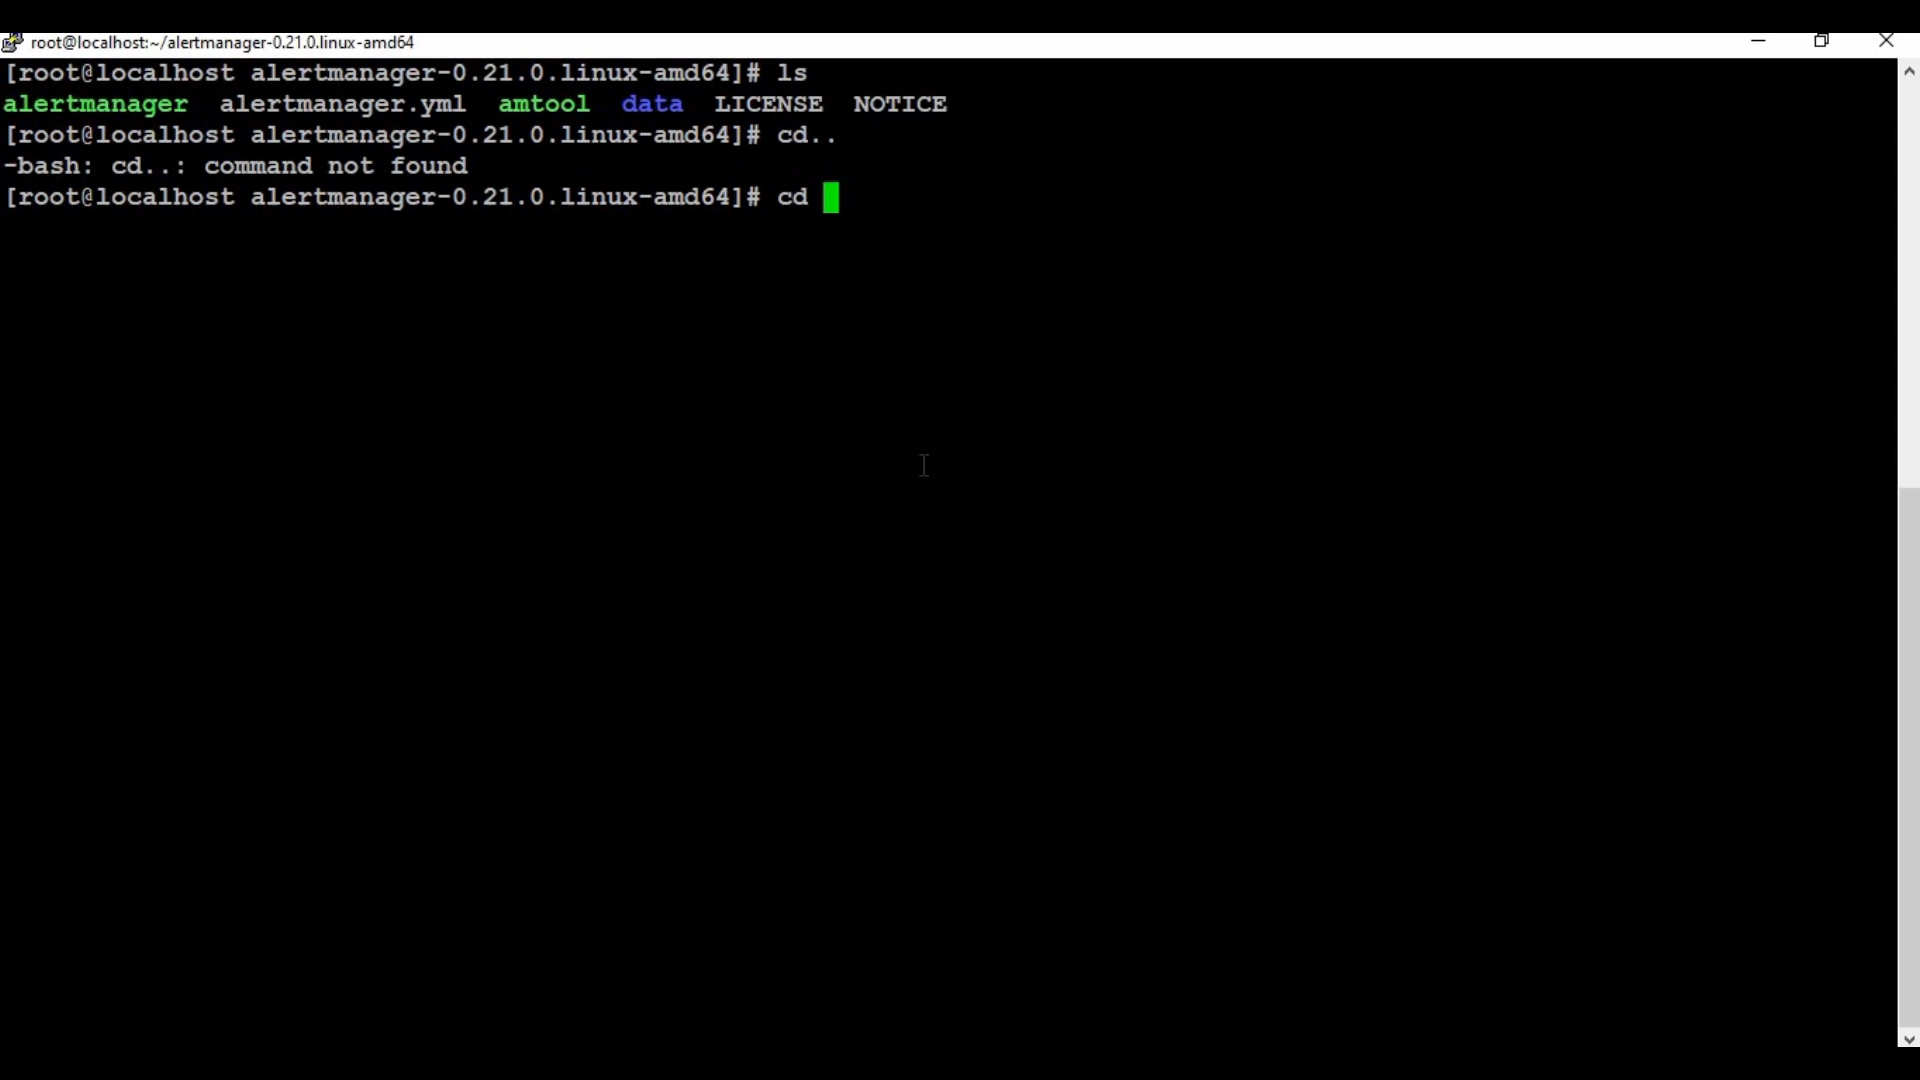 root@localhost:~/alertmanager-0.21.0.linux-amd64
[root@localhost alertmanager-0.21.0.linux-amd64]# ls
alertmanager  alertmanager.yml  amtool  data  LICENSE  NOTICE
[root@localhost alertmanager-0.21.0.linux-amd64]# cd..
-bash: cd..: command not found
[root@localhost alertmanager-0.21.0.linux-amd64]# cd